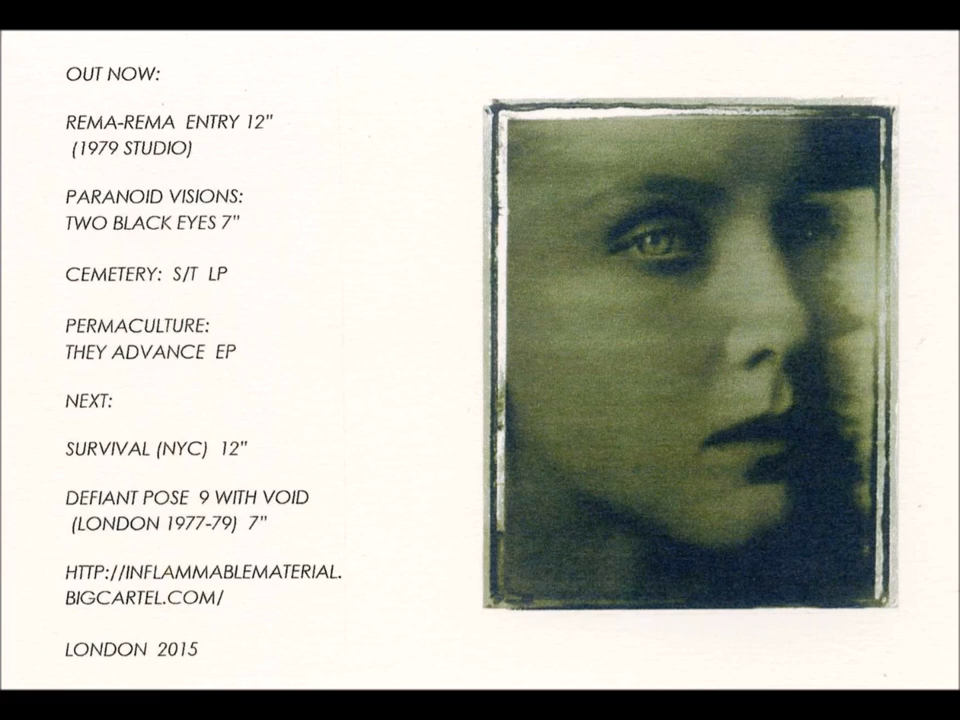 OUT NOW:
REMA-REMA ENTRY 12"
(1979 STUDIO)
PARANOID VISIONS:
TWO BLACK EYES 7"
CEMETERY: S/T LP
PERMACULTURE:
THEY ADVANCE EP
NEXT:
SURVIVAL (NYC) 12"
DEFIANT POSE 9 WITH VOID
(LONDON 1977-79) 7"
HTTP://INFLAMMABLEMATERIAL.
BIGCARTEL.COM/
LONDON 2015